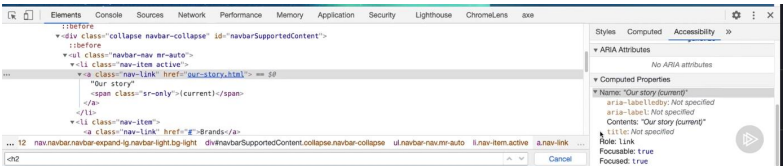 Elements Console Sources Network Performance Memory Application Security Lighthouse ChromeLens axe
::before
▼<div class="collapse navbar-collapse" id="navbarSupportedContent">
::before
▼<ul class="navbar-nav mr-auto">
▼<li class="nav-item active">
… ▼<a class="nav-link" href="our-story.html"> == $0
"Our story"
<span class="sr-only">(current)</span>
</a>
</li>
▼<li class="nav-item">
<a class="nav-link" href="#">Brands</a>
… 12 nav.navbar.navbar-expand-lg.navbar-light.bg-light div#navbarSupportedContent.collapse.navbar-collapse ul.navbar-nav.mr-auto li.nav-item.active a.nav-link …
<h2 Cancel
Styles Computed Accessibility »
▼ ARIA Attributes
No ARIA attributes
▼ Computed Properties
▼ Name: "Our story (current)"
aria-labelledby: Not specified
aria-label: Not specified
Contents: "Our story (current)"
title: Not specified
Role: link
Focusable: true
Focused: true